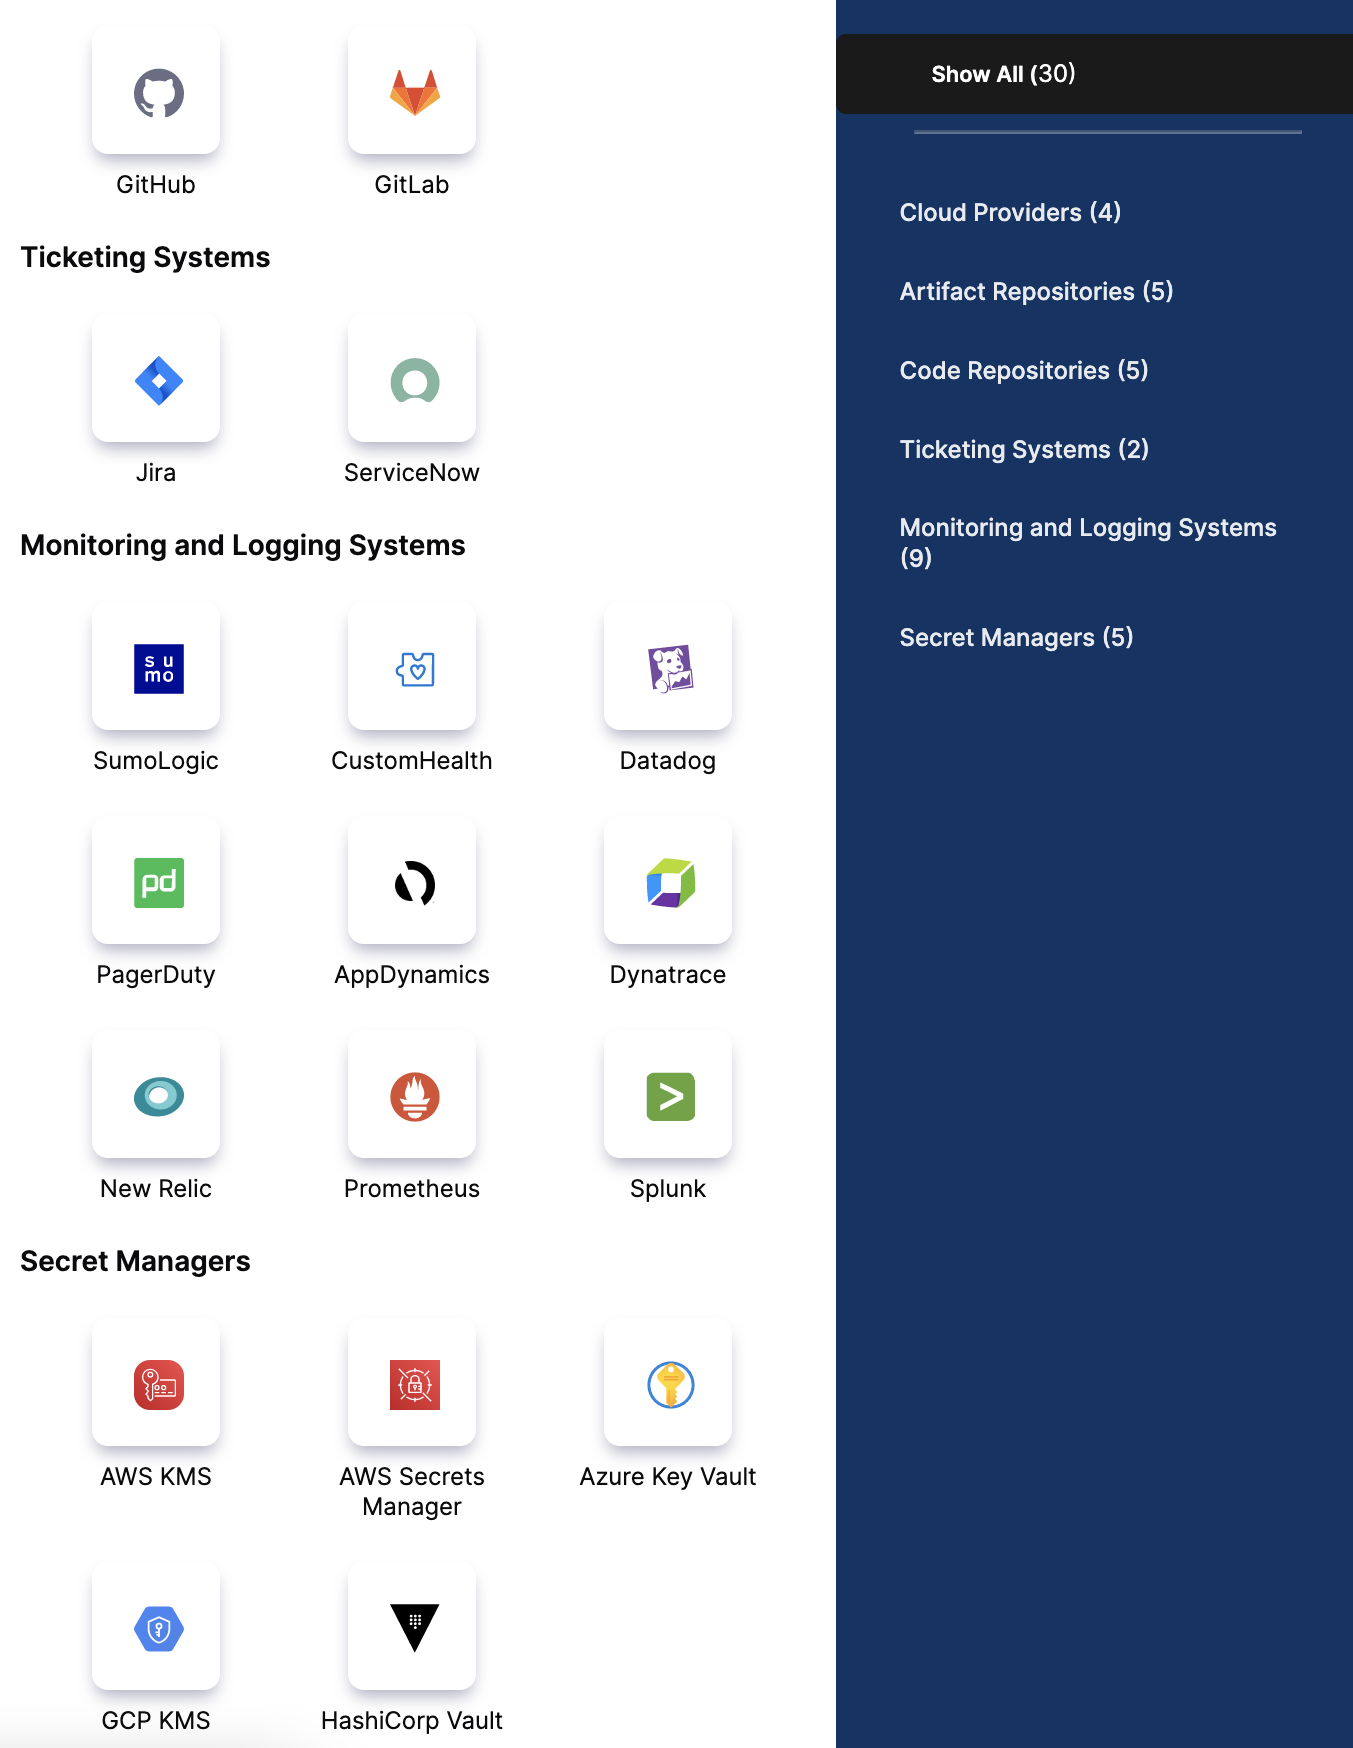 GitHub
GitLab
Ticketing Systems
Jira
ServiceNow
Monitoring and Logging Systems
su
mo
SumoLogic
CustomHealth
Datadog
pd
PagerDuty
AppDynamics
Dynatrace
New Relic
Prometheus
>
Splunk
Secret Managers
AWS KMS
AWS Secrets
Manager
Azure Key Vault
GCP KMS
HashiCorp Vault
Show All (30)
Cloud Providers (4)
Artifact Repositories (5)
Code Repositories (5)
Ticketing Systems (2)
Monitoring and Logging Systems
(9)
Secret Managers (5)